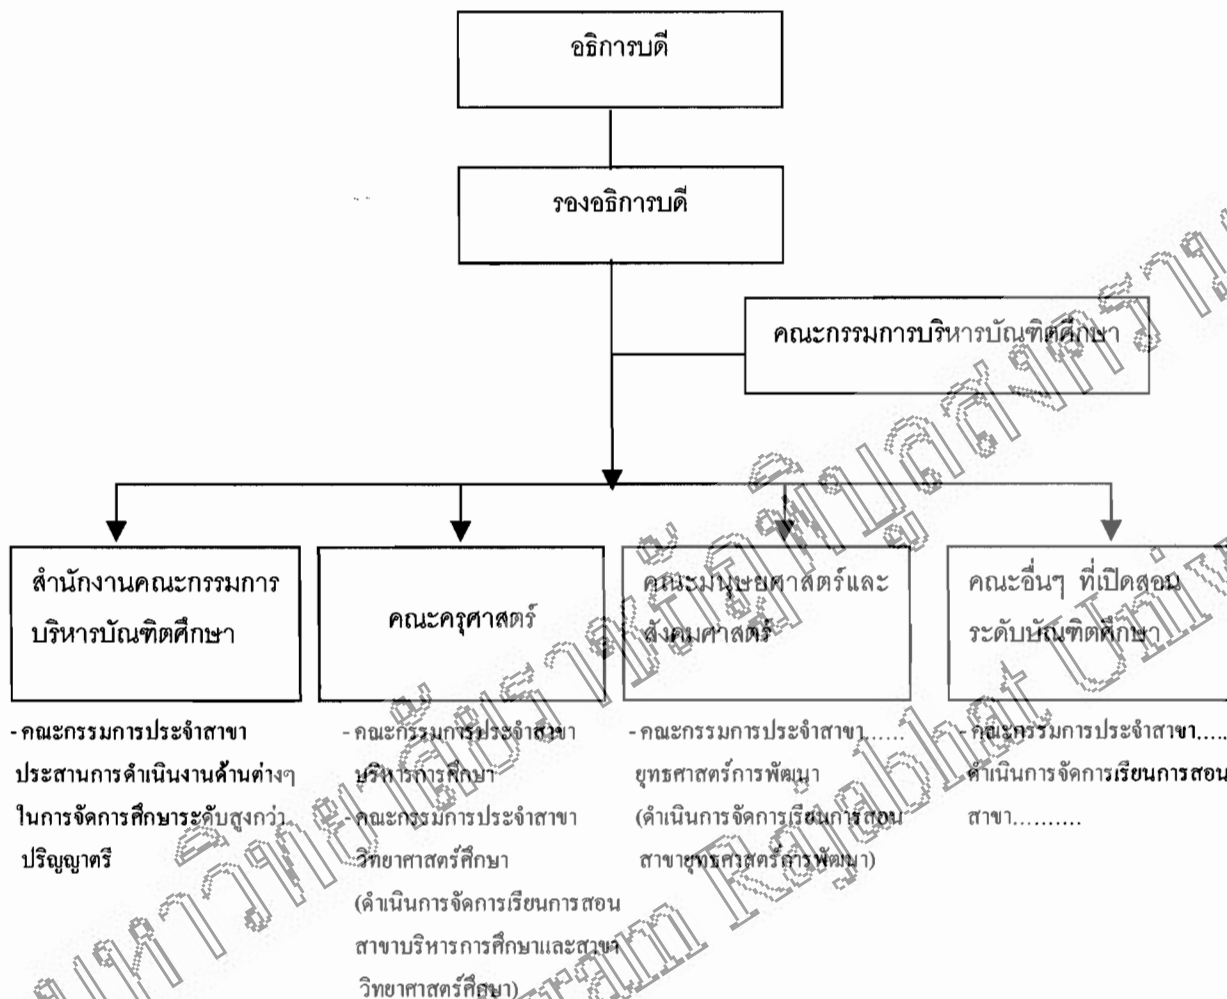 อธิการบดี
รองอธิการบดี
คณะกรรมการบริหารบัณฑิตศึกษา
สำนักงานคณะกรรมการ
บริหารบัณฑิตศึกษา
คณะครุศาสตร์
คณะมนุษยศาสตร์และ
สังคมศาสตร์
คณะอื่นๆ ที่เปิดสอน
ระดับบัณฑิตศึกษา
- คณะกรรมการประจำสาขา
ประสานการดำเนินงานด้านต่างๆ
ในการจัดการศึกษาระดับสูงกว่า
ปริญญาตรี
- คณะกรรมการประจำสาขา
บริหารการศึกษา
- คณะกรรมการประจำสาขา
วิทยาศาสตร์ศึกษา
(ดำเนินการจัดการเรียนการสอน
สาขาบริหารการศึกษาและสาขา
วิทยาศาสตร์ศึกษา)
- คณะกรรมการประจำสาขา......
ยุทธศาสตร์การพัฒนา
(ดำเนินการจัดการเรียนการสอน
สาขายุทธศาสตร์การพัฒนา)
- คณะกรรมการประจำสาขา.....
ดำเนินการจัดการเรียนการสอน
สาขา..........
Rajabhat